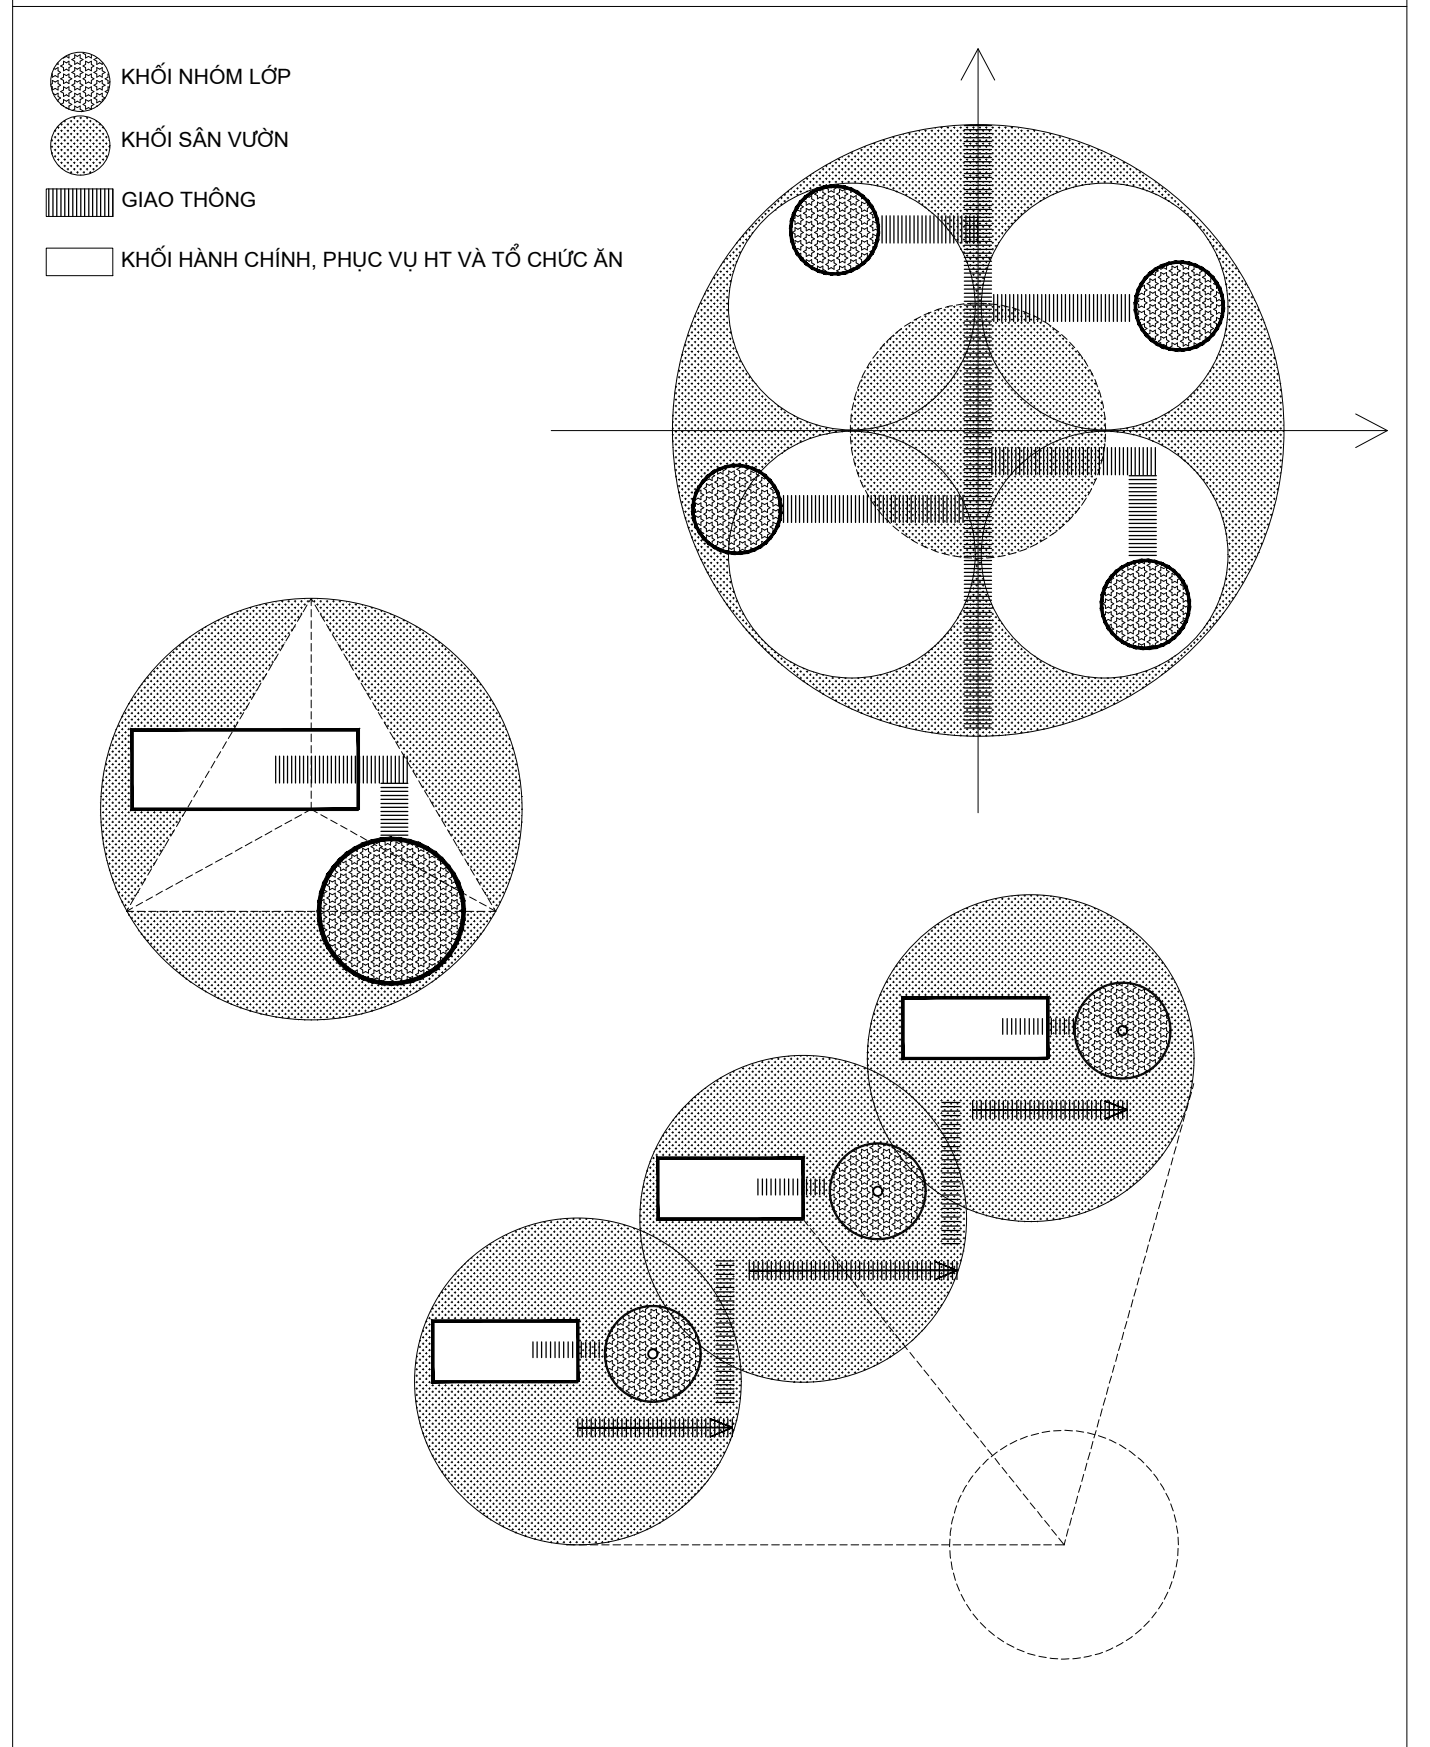 KHỐI NHÓM LỚP
KHỐI SÂN VƯỜN
GIAO THÔNG
KHỐI HÀNH CHÍNH, PHỤC VỤ HT VÀ TỔ CHỨC ĂN